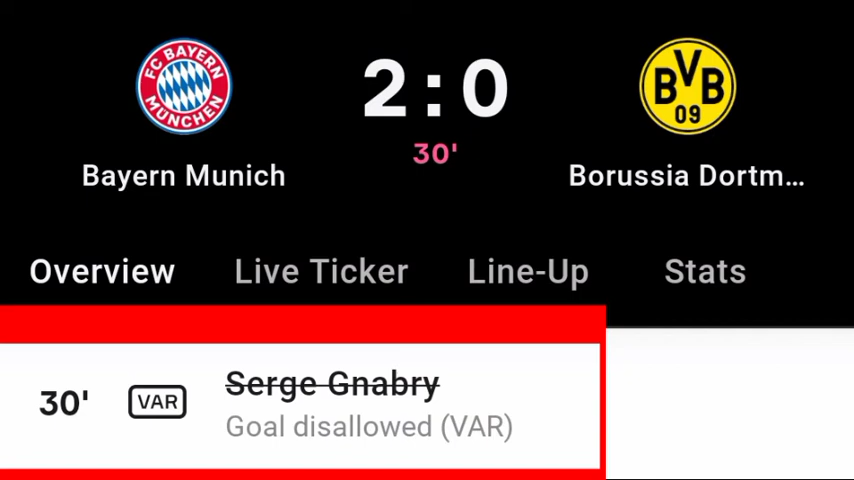 FC BAYERN
MÜNCHEN
2:0
BVB
09
30'
Bayern Munich
Borussia Dortm...
Overview
Live Ticker
Line-Up
Stats
30'
VAR
Serge Gnabry
Goal disallowed (VAR)